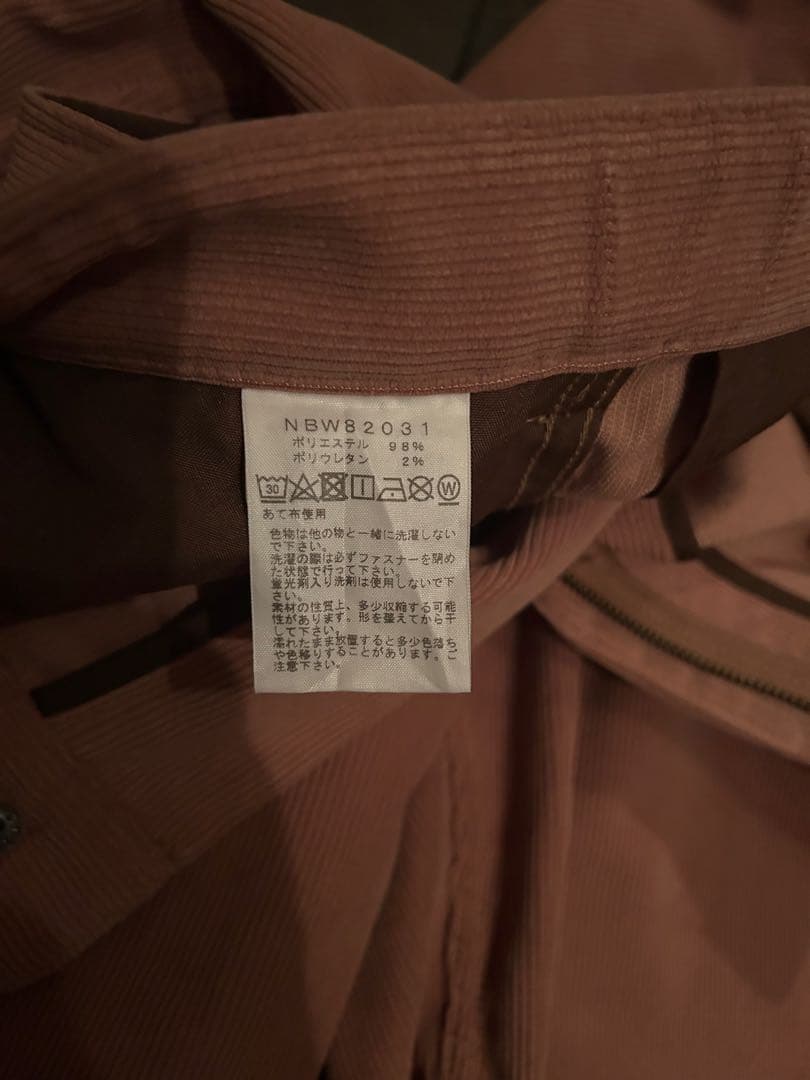 NBW82031
ポリエステル 98%
ポリウレタン 2%
30 W
あて布使用
色物は他の物と一緒に洗濯しない
で下さい。
洗濯の際は必ずファスナーを閉め
た状態で行って下さい。
蛍光剤入り洗剤は使用しないで下
さい。
素材の性質上、多少収縮する可能
性があります。形を整えてから干
して下さい。
濡れたまま放置すると多少色落ち
や色移りすることがあります。ご
注意下さい。